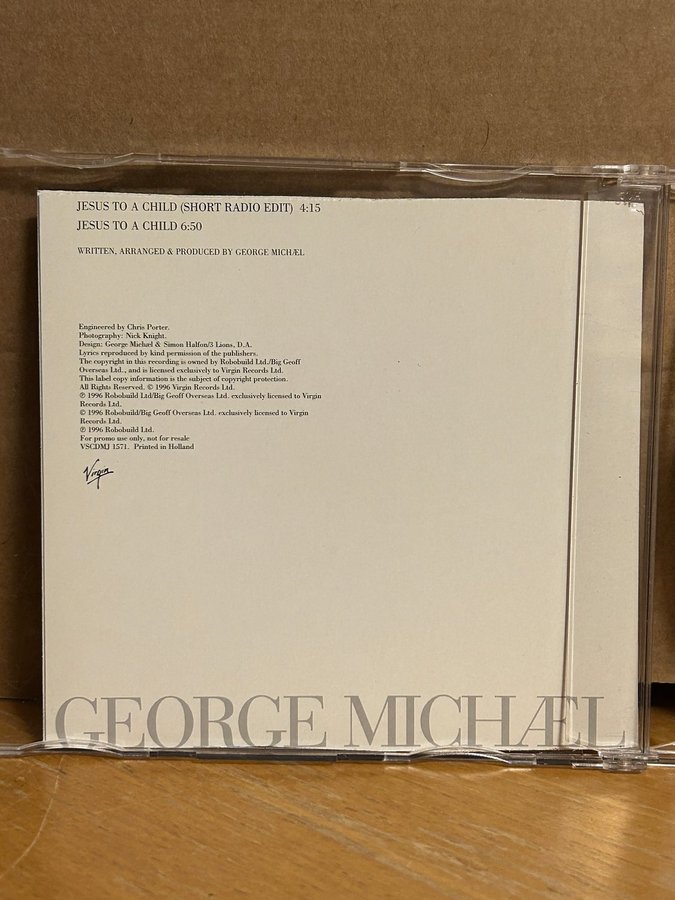 JESUS TO A CHILD (SHORT RADIO EDIT) 4:15
JESUS TO A CHILD 6:50
WRITTEN, ARRANGED & PRODUCED BY GEORGE MICHÆL
Engineered by Chris Porter.
Photography: Nick Knight.
Design: George Michæl & Simon Halfon/3 Lions, D.A.
Lyrics reproduced by kind permission of the publishers.
The copyright in this recording is owned by Robobuild Ltd./Big Geoff
Overseas Ltd., and is licensed exclusively to Virgin Records Ltd.
This label copy information is the subject of copyright protection.
All Rights Reserved. © 1996 Virgin Records Ltd.
℗ 1996 Robobuild Ltd/Big Geoff Overseas Ltd. exclusively licensed to Virgin
Records Ltd.
© 1996 Robobuild/Big Geoff Overseas Ltd. exclusively licensed to Virgin
Records Ltd.
℗ 1996 Robobuild Ltd.
For promo use only, not for resale
VSCDMJ 1571. Printed in Holland
Virgin
GEORGE MICHÆL